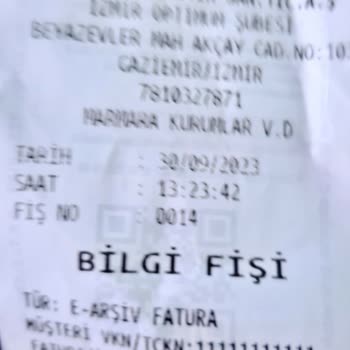 İZMİR OPTİMUM ŞUBESİ
BEYAZEVLER MAH AKÇAY CAD.NO:10
GAZİEMİR/İZMİR
7810327871
MARMARA KURUMLAR V.D
TARİH : 30/09/2023
SAAT : 13:23:42
FİŞ NO : 0014
BİLGİ FİŞİ
TÜR: E-ARŞİV FATURA
MÜŞTERİ VKN/TCKN:11111111111